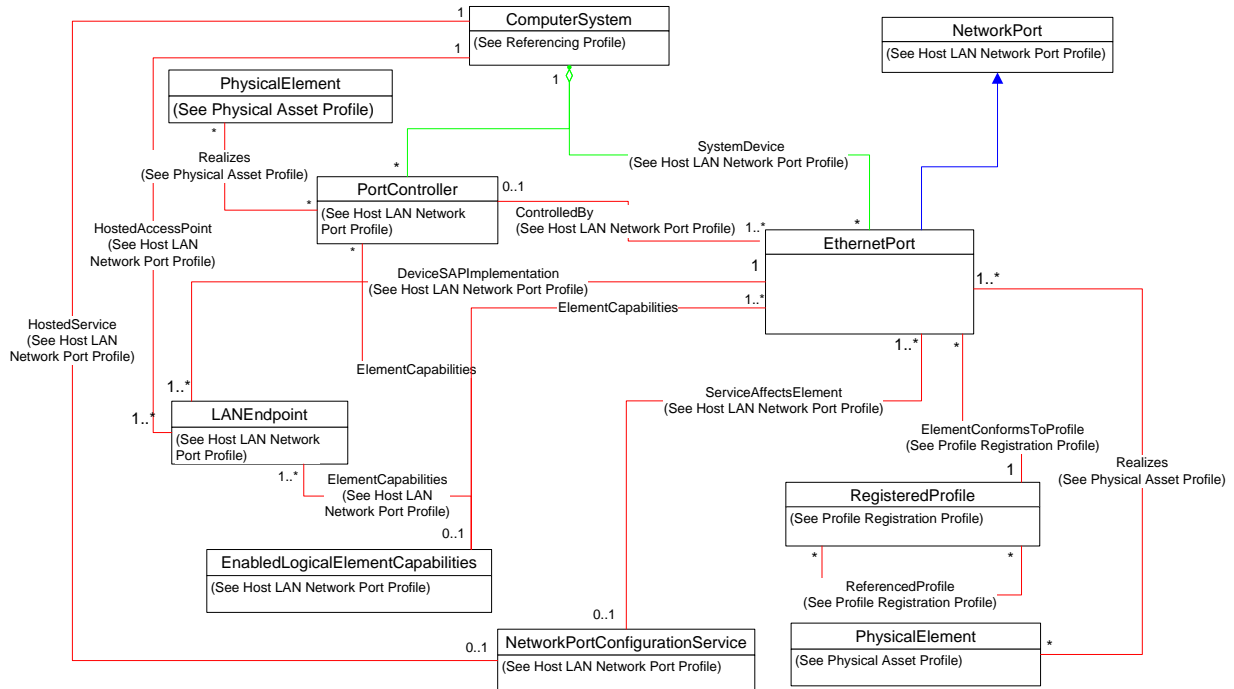 1
ComputerSystem
(See Referencing Profile)
1
1
NetworkPort
(See Host LAN Network Port Profile)
PhysicalElement
(See Physical Asset Profile)
*
Realizes
(See Physical Asset Profile)
*
*
SystemDevice
(See Host LAN Network Port Profile)
*
PortController
(See Host LAN Network
Port Profile)
*
0..1
ControlledBy
(See Host LAN Network Port Profile)
1..*
HostedAccessPoint
(See Host LAN
Network Port Profile)
EthernetPort
DeviceSAPImplementation
(See Host LAN Network Port Profile)
1
1..*
ElementCapabilities
1..*
HostedService
(See Host LAN
Network Port Profile)
ElementCapabilities
1..*
*
1..*
1..*
LANEndpoint
(See Host LAN Network
Port Profile)
1..*
ServiceAffectsElement
(See Host LAN Network Port Profile)
ElementConformsToProfile
(See Profile Registration Profile)
1
Realizes
(See Physical Asset Profile)
ElementCapabilities
(See Host LAN
Network Port Profile)
0..1
RegisteredProfile
(See Profile Registration Profile)
*
*
ReferencedProfile
(See Profile Registration Profile)
EnabledLogicalElementCapabilities
(See Host LAN Network Port Profile)
0..1
0..1
NetworkPortConfigurationService
(See Host LAN Network Port Profile)
PhysicalElement
(See Physical Asset Profile)
*